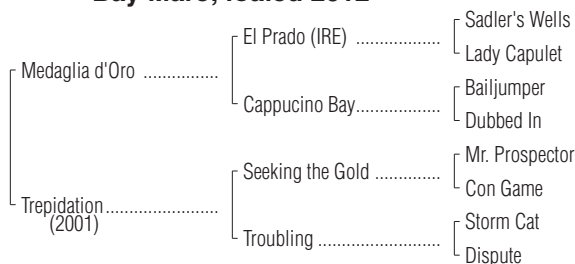 Bay Mare; foaled 2012
Sadler's Wells
El Prado (IRE) ...................
Lady Capulet
Medaglia d'Oro ................
Bailjumper
Cappucino Bay...................
Dubbed In
Mr. Prospector
Seeking the Gold ...............
Con Game
Trepidation.........................
(2001)
Storm Cat
Troubling ...........................
Dispute